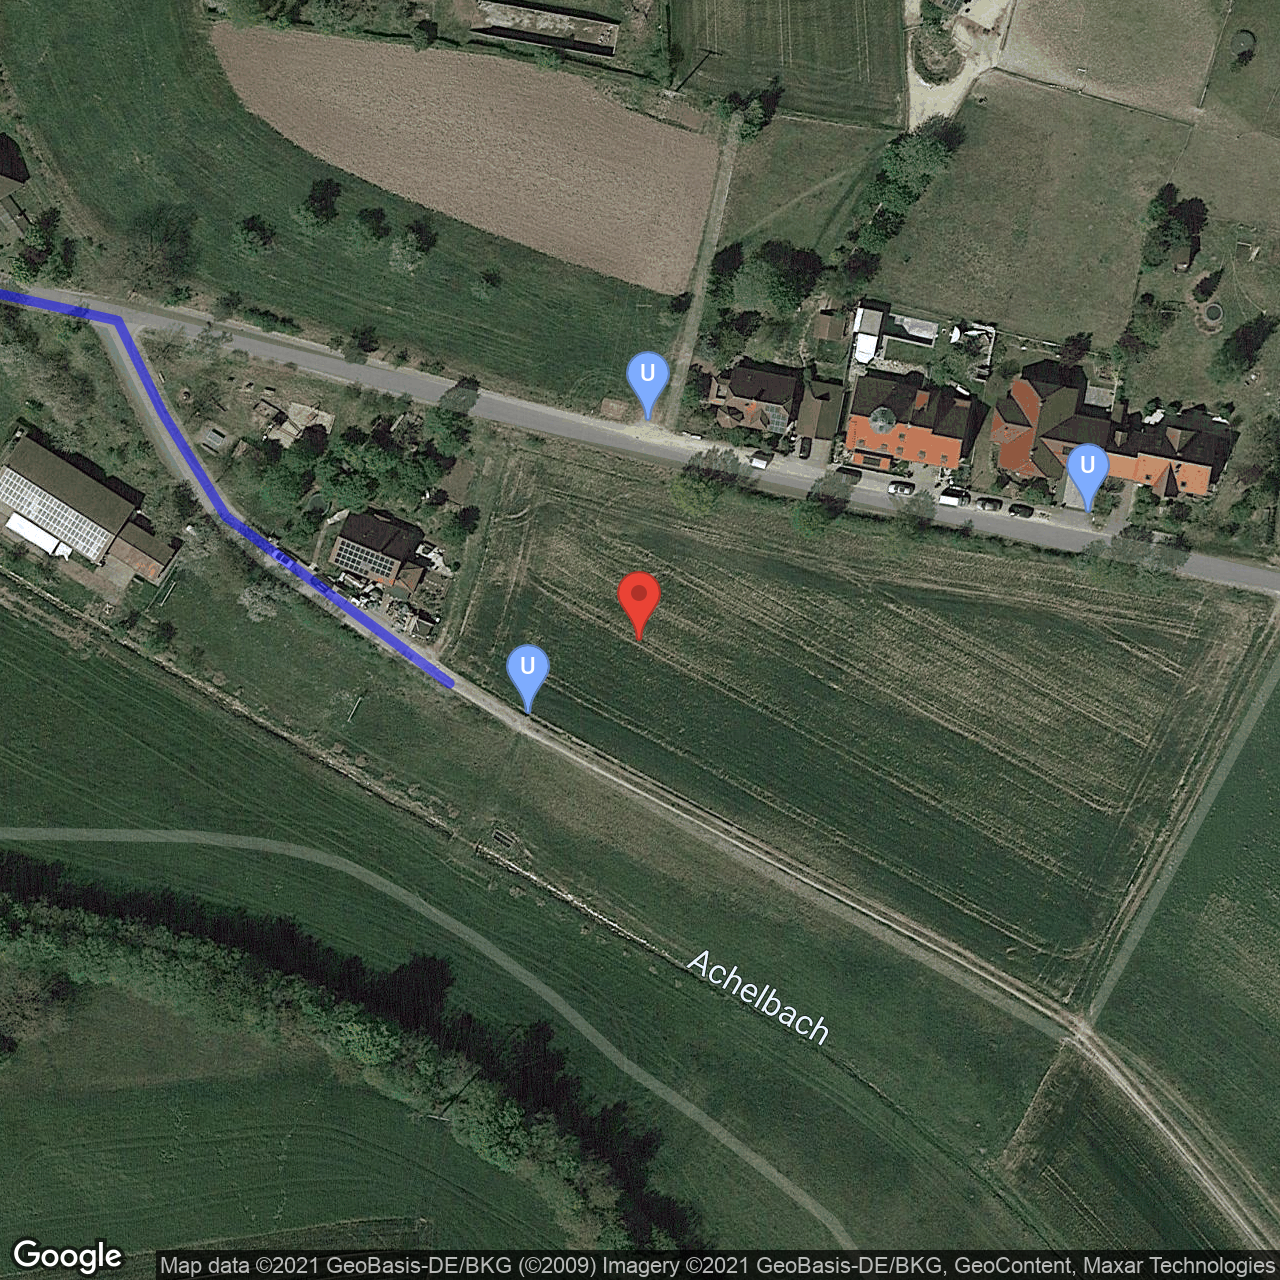 U
U
U
Achelbach
Google
Map data ©2021 GeoBasis-DE/BKG (©2009) Imagery ©2021 GeoBasis-DE/BKG, GeoContent, Maxar Technologies